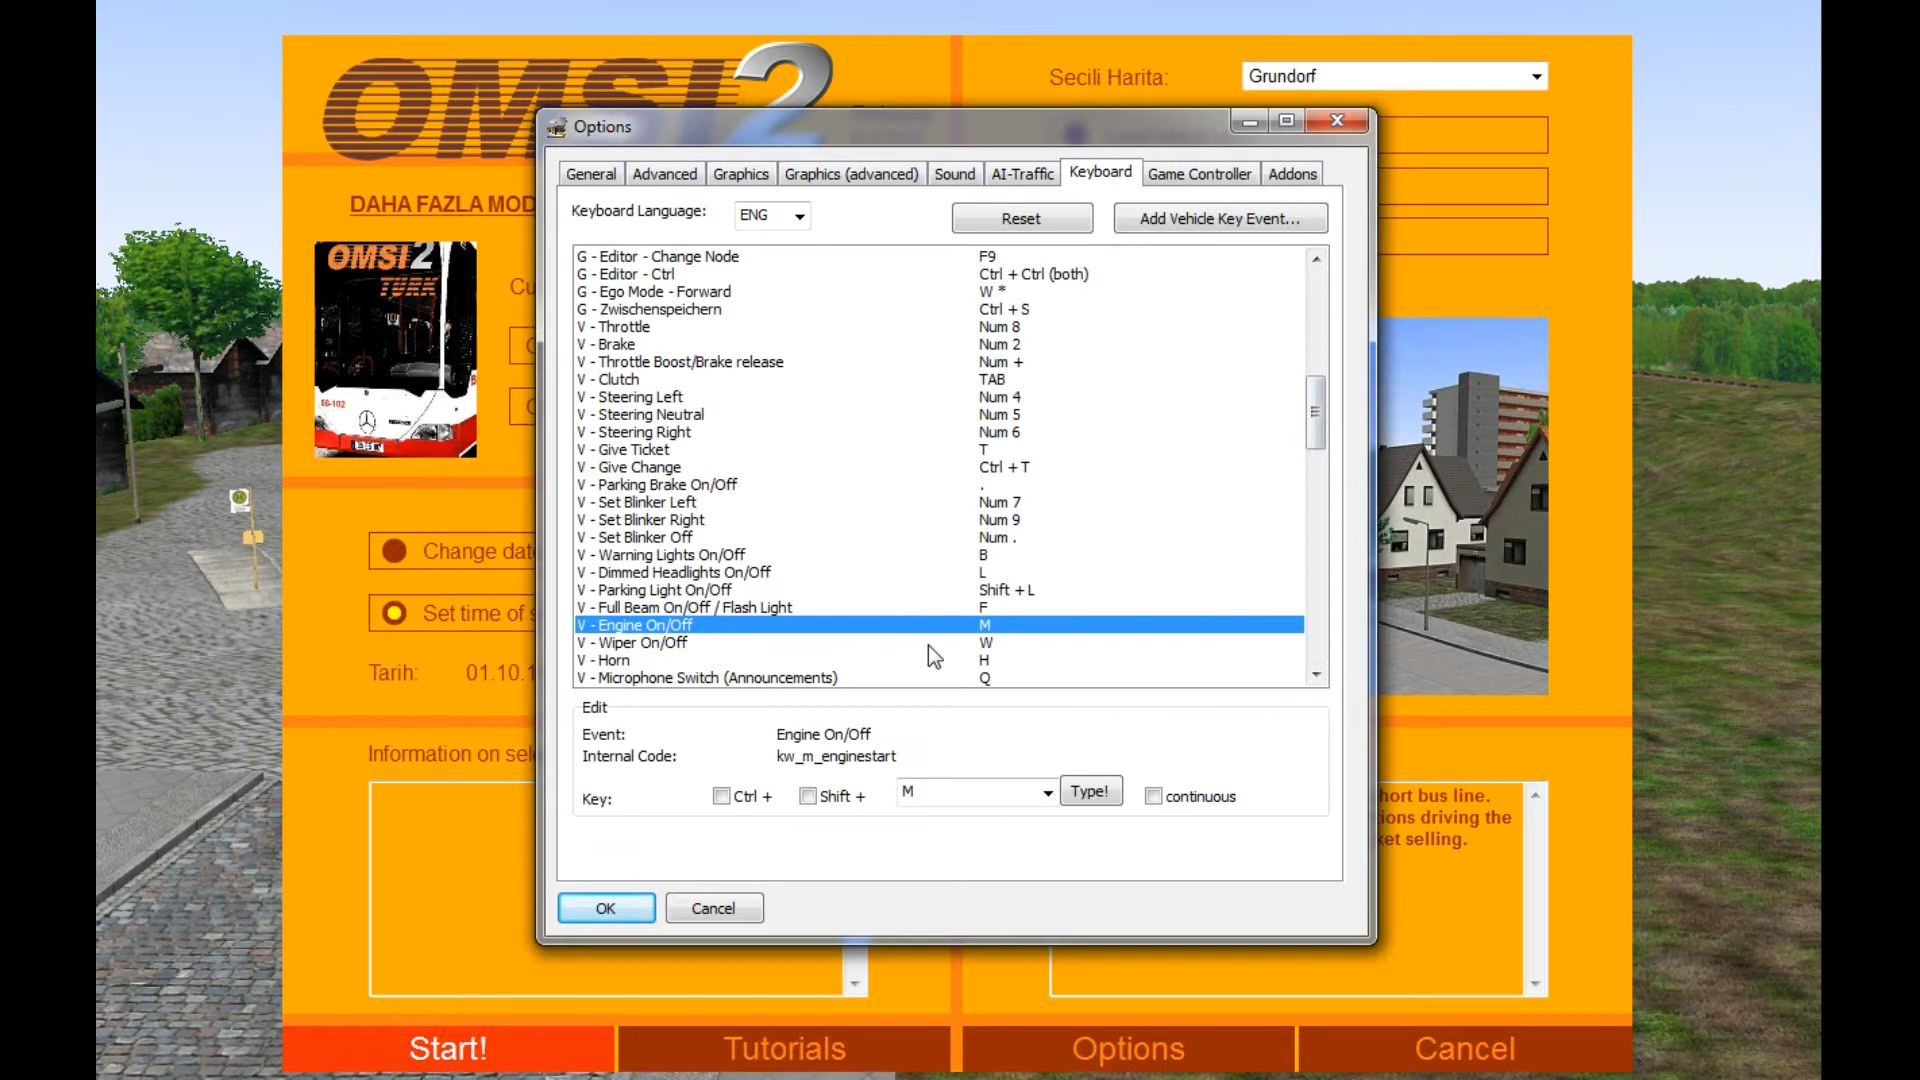 OMSI 2
Secili Harita:
Grundorf
DAHA FAZLA MOD
OMSI 2
TURK
06-102
Cu
Options
General
Advanced
Graphics
Graphics (advanced)
Sound
AI-Traffic
Keyboard
Game Controller
Addons
Keyboard Language:
ENG
Reset
Add Vehicle Key Event...
G - Editor - Change Node F9
G - Editor - Ctrl Ctrl + Ctrl (both)
G - Ego Mode - Forward W *
G - Zwischenspeichern Ctrl + S
V - Throttle Num 8
V - Brake Num 2
V - Throttle Boost/Brake release Num +
V - Clutch TAB
V - Steering Left Num 4
V - Steering Neutral Num 5
V - Steering Right Num 6
V - Give Ticket T
V - Give Change Ctrl + T
V - Parking Brake On/Off .
V - Set Blinker Left Num 7
V - Set Blinker Right Num 9
V - Set Blinker Off Num .
V - Warning Lights On/Off B
V - Dimmed Headlights On/Off L
V - Parking Light On/Off Shift + L
V - Full Beam On/Off / Flash Light F
V - Engine On/Off M
V - Wiper On/Off W
V - Horn H
V - Microphone Switch (Announcements) Q
Edit
Event: Engine On/Off
Internal Code: kw_m_enginestart
Key: Ctrl + Shift + M Type! continuous
OK
Cancel
Change date
Set time of s
Tarih: 01.10.1
Information on sele
hort bus line.
ions driving the
ket selling.
Start!
Tutorials
Options
Cancel